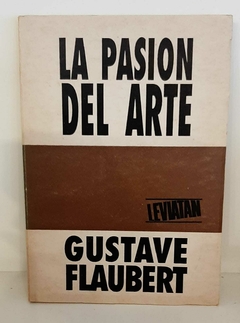 LA PASION
DEL ARTE
LEVIATAN
GUSTAVE
FLAUBERT